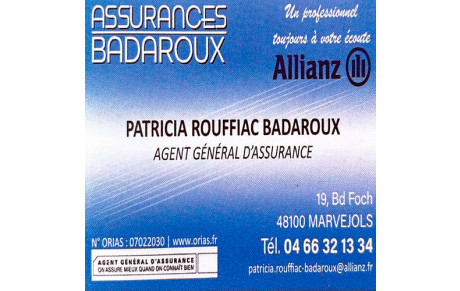 ASSURANCES
BADAROUX
Un professionnel
toujours à votre écoute
Allianz
PATRICIA ROUFFIAC BADAROUX
AGENT GÉNÉRAL D'ASSURANCE
19, Bd Foch
48100 MARVEJOLS
Tél. 04 66 32 13 34
patricia.rouffiac-badaroux@allianz.fr
N° ORIAS : 07022030 | www.orias.fr
AGENT GÉNÉRAL D'ASSURANCE
ON ASSURE MIEUX QUAND ON CONNAÎT BIEN